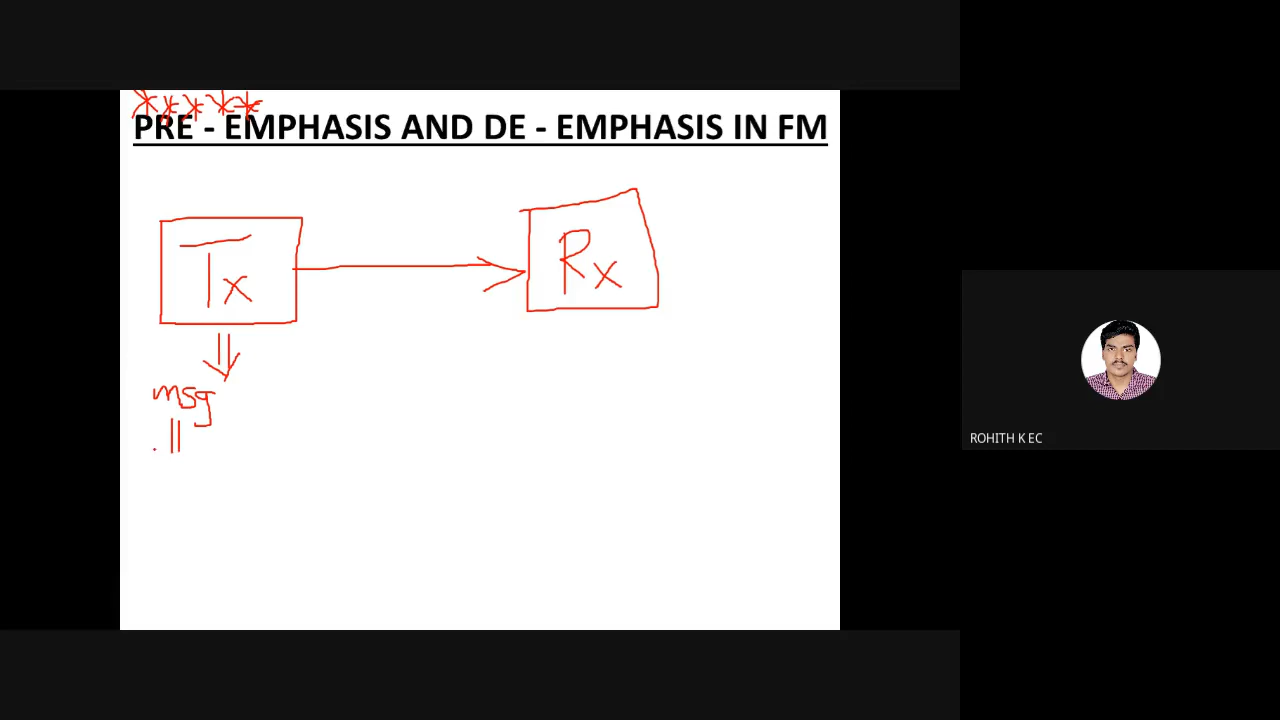 *****
PRE - EMPHASIS AND DE - EMPHASIS IN FM
Tx
Rx
msg
ROHITH K EC